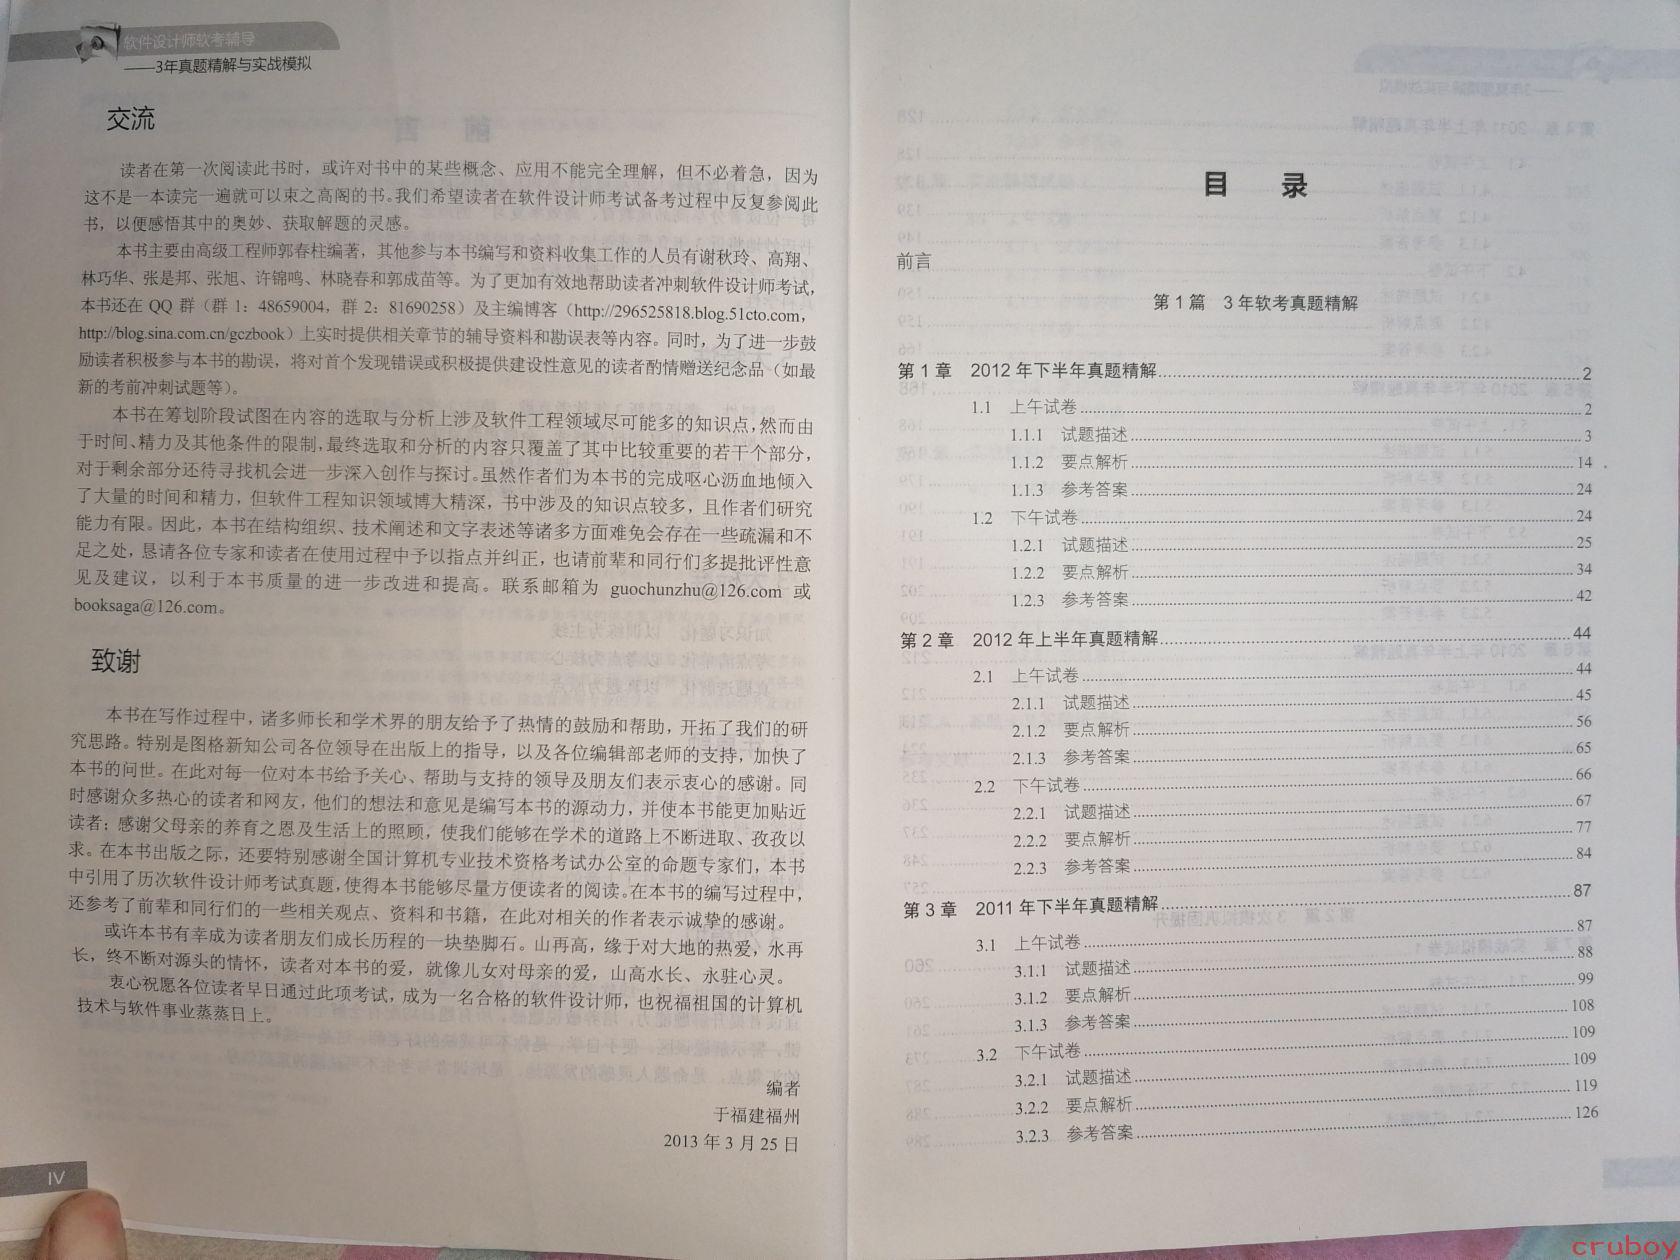 软件设计师软考辅导
——3年真题精解与实战模拟
交流
读者在第一次阅读此书时，或许对书中的某些概念、应用不能完全理解，但不必着急，因为
这不是一本读完一遍就可以束之高阁的书。我们希望读者在软件设计师考试备考过程中反复参阅此
书，以便感悟其中的奥妙、获取解题的灵感。
本书主要由高级工程师郭春柱编著，其他参与本书编写和资料收集工作的人员有谢秋玲、高翔、
林巧华、张是邦、张旭、许锦鸣、林晓春和郭成苗等。为了更加有效地帮助读者冲刺软件设计师考试，
本书还在 QQ 群（群 1：48659004，群 2：81690258）及主编博客（http://296525818.blog.51cto.com，
http://blog.sina.com.cn/gczbook）上实时提供相关章节的辅导资料和勘误表等内容。同时，为了进一步鼓
励读者积极参与本书的勘误，将对首个发现错误或积极提供建设性意见的读者酌情赠送纪念品（如最
新的考前冲刺试题等）。
本书在筹划阶段试图在内容的选取与分析上涉及软件工程领域尽可能多的知识点，然而由
于时间、精力及其他条件的限制，最终选取和分析的内容只覆盖了其中比较重要的若干个部分，
对于剩余部分还待寻找机会进一步深入创作与探讨。虽然作者们为本书的完成呕心沥血地倾入
了大量的时间和精力，但软件工程知识领域博大精深，书中涉及的知识点较多，且作者们研究
能力有限。因此，本书在结构组织、技术阐述和文字表述等诸多方面难免会存在一些疏漏和不
足之处，恳请各位专家和读者在使用过程中予以指点并纠正，也请前辈和同行们多提批评性意
见及建议，以利于本书质量的进一步改进和提高。联系邮箱为 guochunzhu@126.com 或
booksaga@126.com。
致谢
本书在写作过程中，诸多师长和学术界的朋友给予了热情的鼓励和帮助，开拓了我们的研
究思路。特别是图格新知公司各位领导在出版上的指导，以及各位编辑部老师的支持，加快了
本书的问世。在此对每一位对本书给予关心、帮助与支持的领导及朋友们表示衷心的感谢。同
时感谢众多热心的读者和网友，他们的想法和意见是编写本书的源动力，并使本书能更加贴近
读者；感谢父母亲的养育之恩及生活上的照顾，使我们能够在学术的道路上不断进取、孜孜以
求。在本书出版之际，还要特别感谢全国计算机专业技术资格考试办公室的命题专家们，本书
中引用了历次软件设计师考试真题，使得本书能够尽量方便读者的阅读。在本书的编写过程中，
还参考了前辈和同行们的一些相关观点、资料和书籍，在此对相关的作者表示诚挚的感谢。
或许本书有幸成为读者朋友们成长历程的一块垫脚石。山再高，缘于对大地的热爱，水再
长，终不断对源头的情怀，读者对本书的爱，就像儿女对母亲的爱，山高水长、永驻心灵。
衷心祝愿各位读者早日通过此项考试，成为一名合格的软件设计师，也祝福祖国的计算机
技术与软件事业蒸蒸日上。
编者
于福建福州
2013 年 3 月 25 日
IV
目 录
前言
第 1 篇 3 年软考真题精解
第 1 章 2012 年下半年真题精解 2
1.1 上午试卷 2
1.1.1 试题描述 3
1.1.2 要点解析 14
1.1.3 参考答案 24
1.2 下午试卷 24
1.2.1 试题描述 25
1.2.2 要点解析 34
1.2.3 参考答案 42
第 2 章 2012 年上半年真题精解 44
2.1 上午试卷 44
2.1.1 试题描述 45
2.1.2 要点解析 56
2.1.3 参考答案 65
2.2 下午试卷 66
2.2.1 试题描述 67
2.2.2 要点解析 77
2.2.3 参考答案 84
第 3 章 2011 年下半年真题精解 87
3.1 上午试卷 87
3.1.1 试题描述 88
3.1.2 要点解析 99
3.1.3 参考答案 108
3.2 下午试卷 109
3.2.1 试题描述 109
3.2.2 要点解析 119
3.2.3 参考答案 126
cruboy